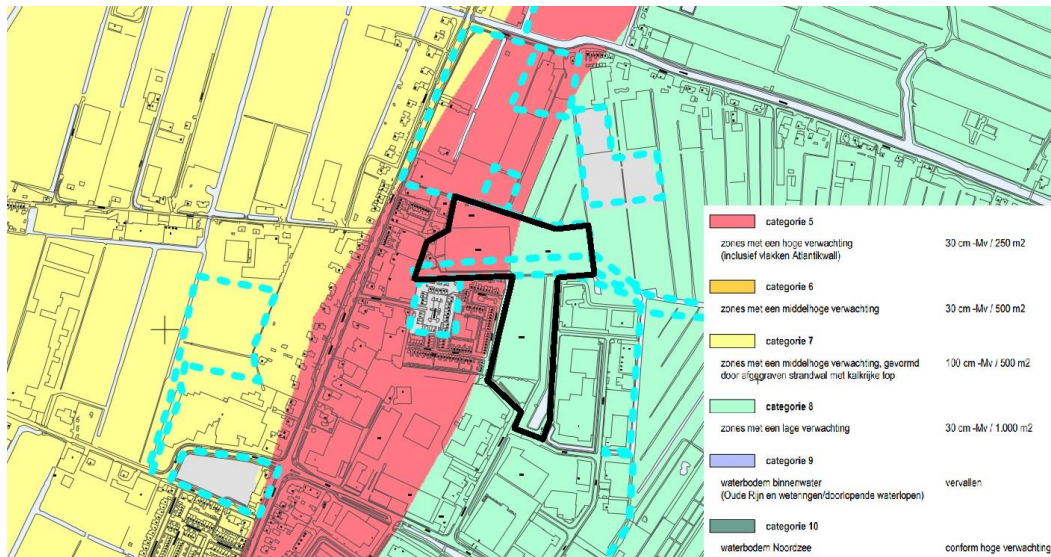 categorie 5
zones met een hoge verwachting 30 cm -Mv / 250 m2
(inclusief vlakken Atlantikwall)
categorie 6
zones met een middelhoge verwachting 30 cm -Mv / 500 m2
categorie 7
zones met een middelhoge verwachting, gevormd 100 cm -Mv / 500 m2
door afgegraven strandwal met kalkrijke top
categorie 8
zones met een lage verwachting 30 cm -Mv / 1.000 m2
categorie 9
waterbodem binnenwater vervallen
(Oude Rijn en weteringen/doorlopende waterlopen)
categorie 10
waterbodem Noordzee conform hoge verwachting